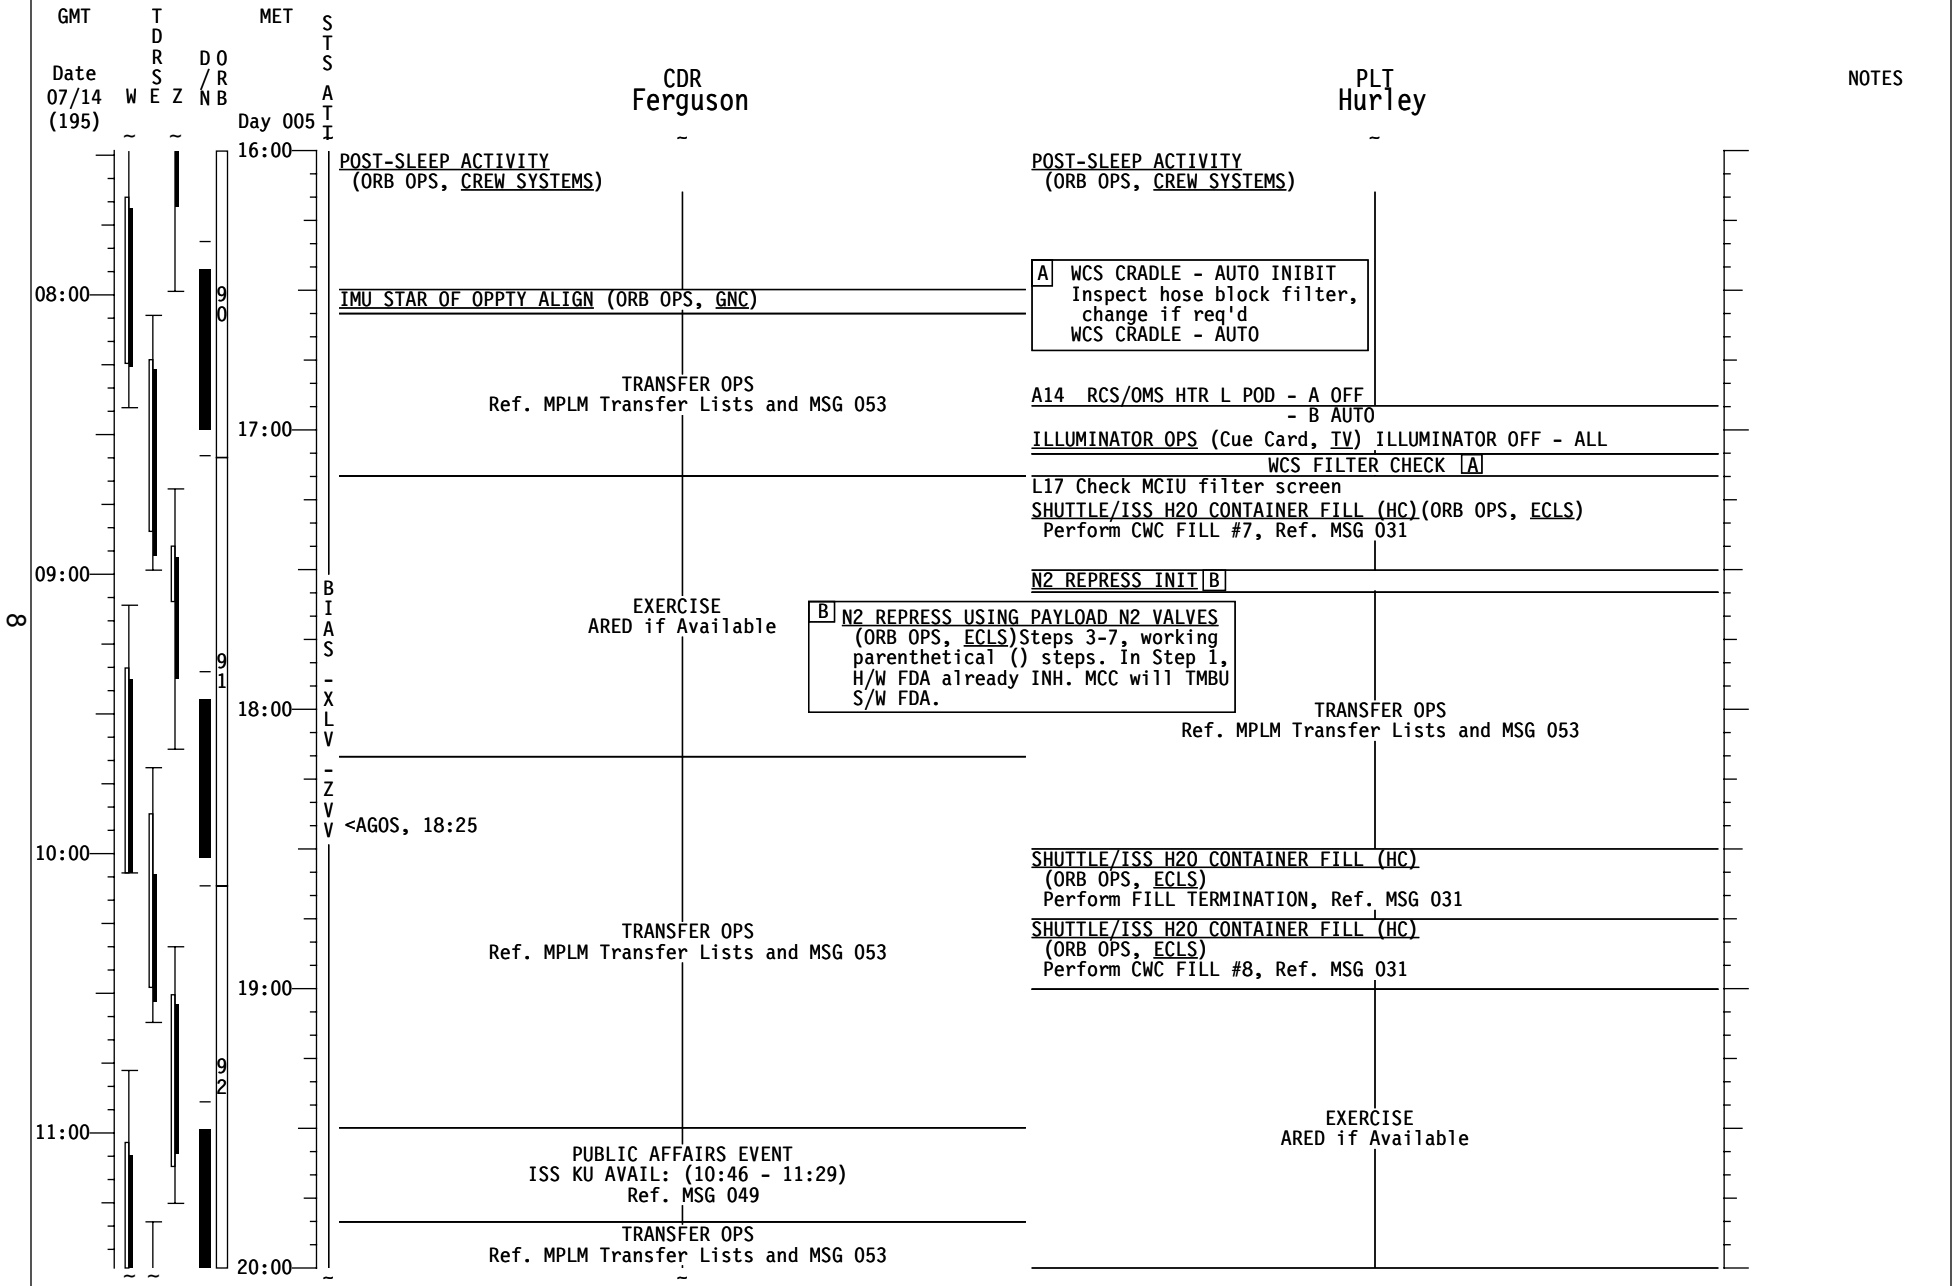 GMT
TDRS
MET
STS ATT
D/N
ORB
Date
07/14
(195)
W E Z
Day 005
CDR
Ferguson
PLT
Hurley
NOTES
~ ~ ~ ~
16:00
POST-SLEEP ACTIVITY
(ORB OPS, CREW SYSTEMS)
POST-SLEEP ACTIVITY
(ORB OPS, CREW SYSTEMS)
A WCS CRADLE - AUTO INIBIT
Inspect hose block filter,
change if req'd
WCS CRADLE - AUTO
08:00
90
IMU STAR OF OPPTY ALIGN (ORB OPS, GNC)
TRANSFER OPS
Ref. MPLM Transfer Lists and MSG 053
A14 RCS/OMS HTR L POD - A OFF
- B AUTO
17:00
ILLUMINATOR OPS (Cue Card, TV) ILLUMINATOR OFF - ALL
WCS FILTER CHECK A
L17 Check MCIU filter screen
SHUTTLE/ISS H2O CONTAINER FILL (HC)(ORB OPS, ECLS)
Perform CWC FILL #7, Ref. MSG 031
09:00
N2 REPRESS INIT B
BIAS -XLV -ZVV
EXERCISE
ARED if Available
B N2 REPRESS USING PAYLOAD N2 VALVES
(ORB OPS, ECLS)Steps 3-7, working
parenthetical () steps. In Step 1,
H/W FDA already INH. MCC will TMBU
S/W FDA.
8
91
18:00
TRANSFER OPS
Ref. MPLM Transfer Lists and MSG 053
<AGOS, 18:25
10:00
SHUTTLE/ISS H2O CONTAINER FILL (HC)
(ORB OPS, ECLS)
Perform FILL TERMINATION, Ref. MSG 031
SHUTTLE/ISS H2O CONTAINER FILL (HC)
(ORB OPS, ECLS)
Perform CWC FILL #8, Ref. MSG 031
TRANSFER OPS
Ref. MPLM Transfer Lists and MSG 053
19:00
92
11:00
EXERCISE
ARED if Available
PUBLIC AFFAIRS EVENT
ISS KU AVAIL: (10:46 - 11:29)
Ref. MSG 049
TRANSFER OPS
Ref. MPLM Transfer Lists and MSG 053
20:00
~ ~ ~ ~